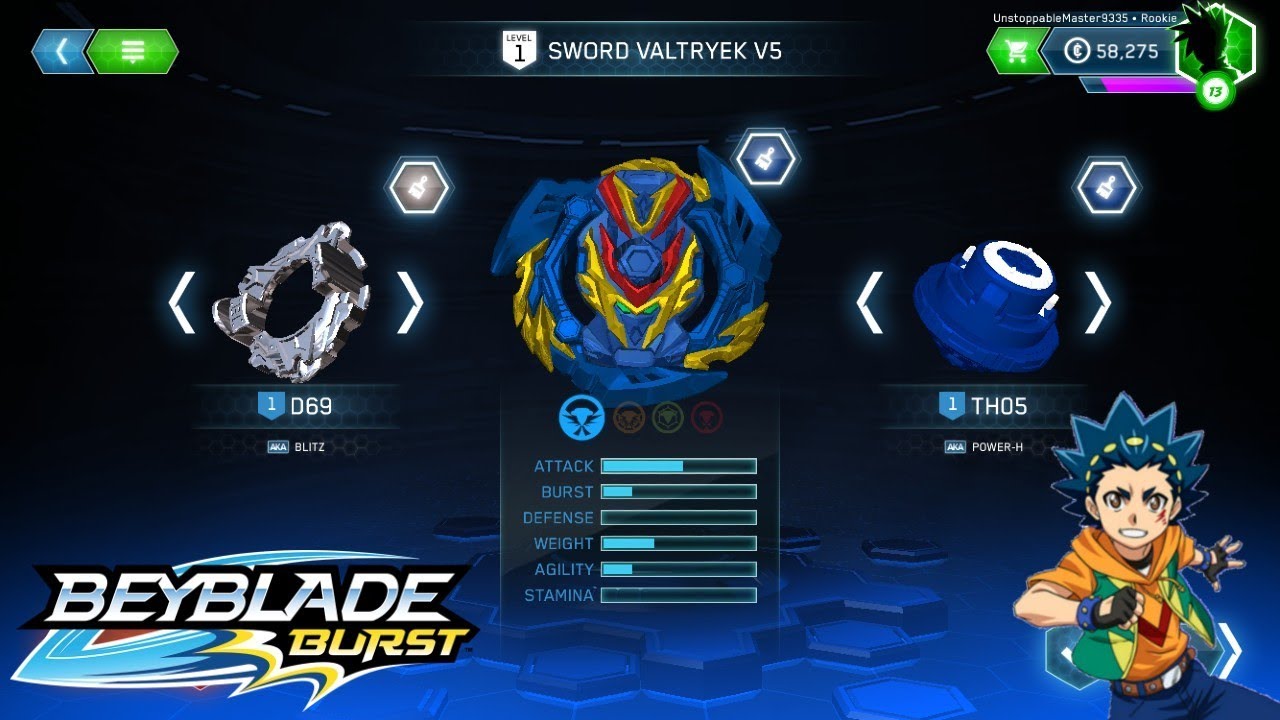 UnstoppableMaster9335 • Rookie
LEVEL
1
SWORD VALTRYEK V5
58,275
13
1 D69
AKA BLITZ
1 TH05
AKA POWER-H
ATTACK
BURST
DEFENSE
WEIGHT
AGILITY
STAMINA
BEYBLADE
BURST